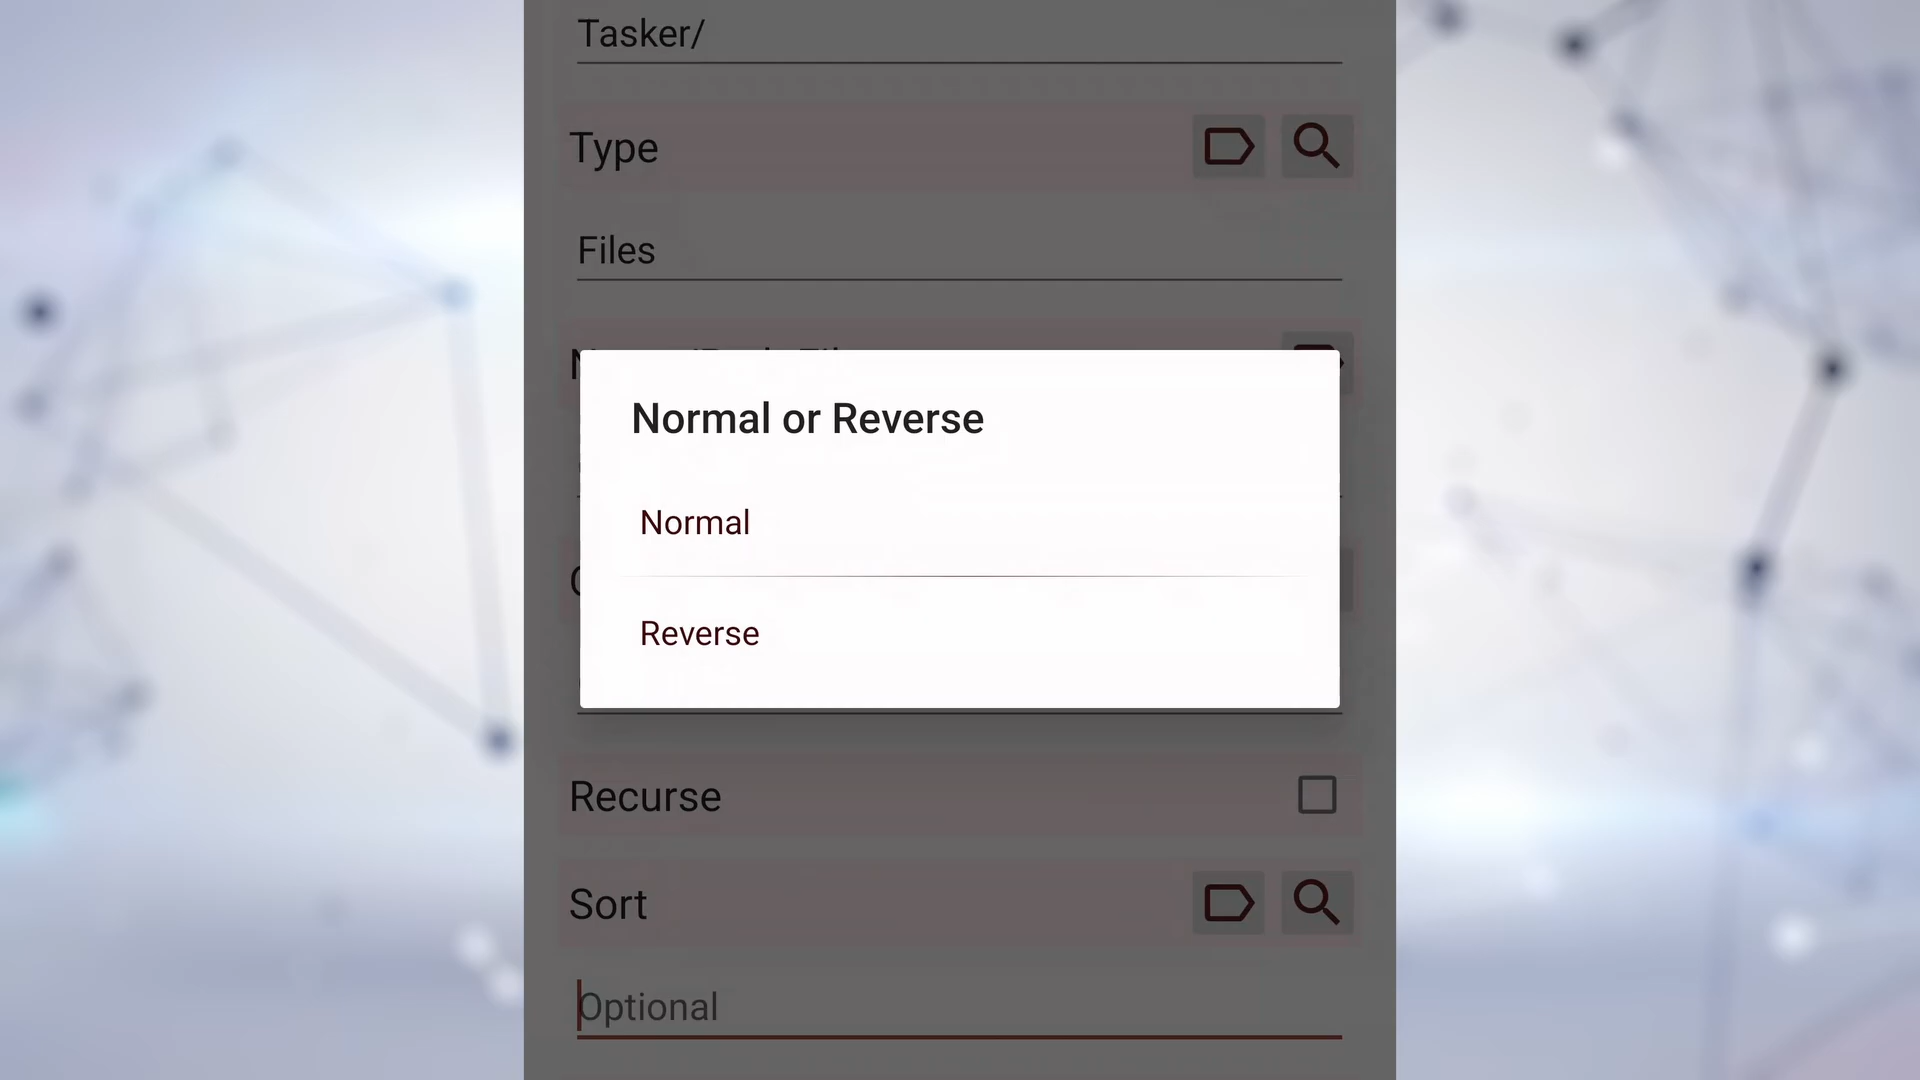 Tasker/
Type
Files
Normal or Reverse
Normal
Reverse
Recurse
Sort
Optional